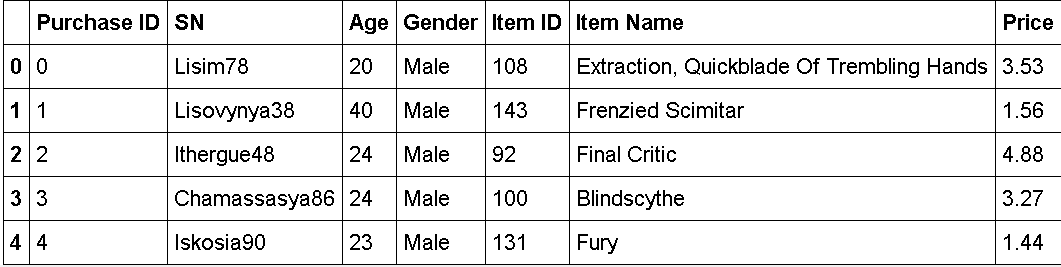 Purchase ID SN Age Gender Item ID Item Name Price
0 0 Lisim78 20 Male 108 Extraction, Quickblade Of Trembling Hands 3.53
1 1 Lisovynya38 40 Male 143 Frenzied Scimitar 1.56
2 2 Ithergue48 24 Male 92 Final Critic 4.88
3 3 Chamassasya86 24 Male 100 Blindscythe 3.27
4 4 Iskosia90 23 Male 131 Fury 1.44